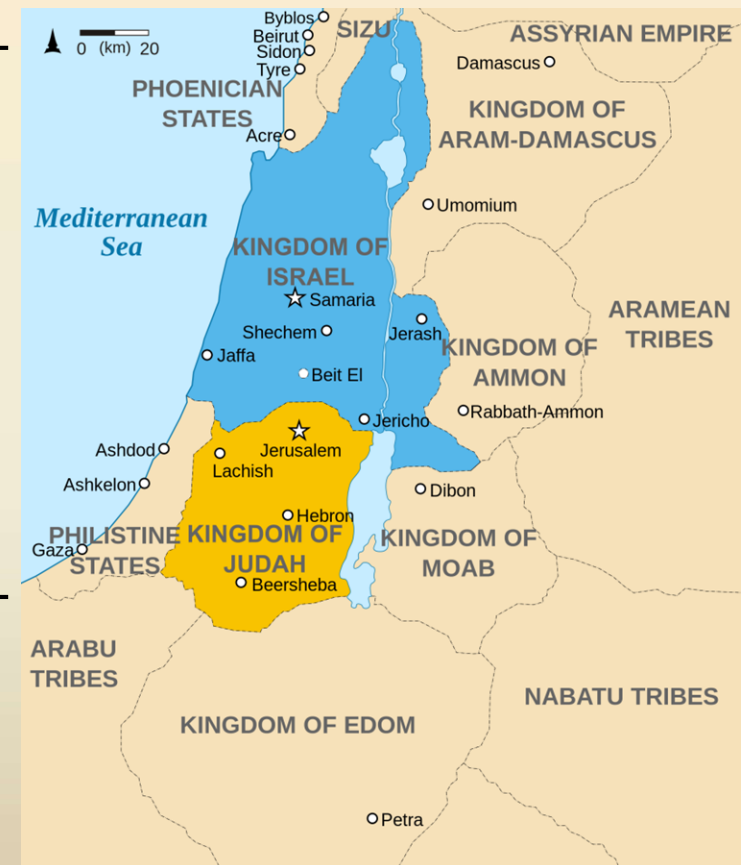 Byblos
SIZU
ASSYRIAN EMPIRE
Beirut
0 (km) 20
Sidon
Damascus
Tyre
PHOENICIAN
STATES
KINGDOM OF
ARAM-DAMASCUS
Acre
Umomium
Mediterranean
Sea
KINGDOM OF
ISRAEL
Samaria
ARAMEAN
TRIBES
Shechem
Jerash
KINGDOM OF
AMMON
Jaffa
Beit El
Rabbath-Ammon
Jericho
Ashdod
Jerusalem
Lachish
Ashkelon
Dibon
Hebron
PHILISTINE
STATES
KINGDOM OF
JUDAH
KINGDOM OF
MOAB
Gaza
Beersheba
ARABU
TRIBES
NABATU TRIBES
KINGDOM OF EDOM
Petra